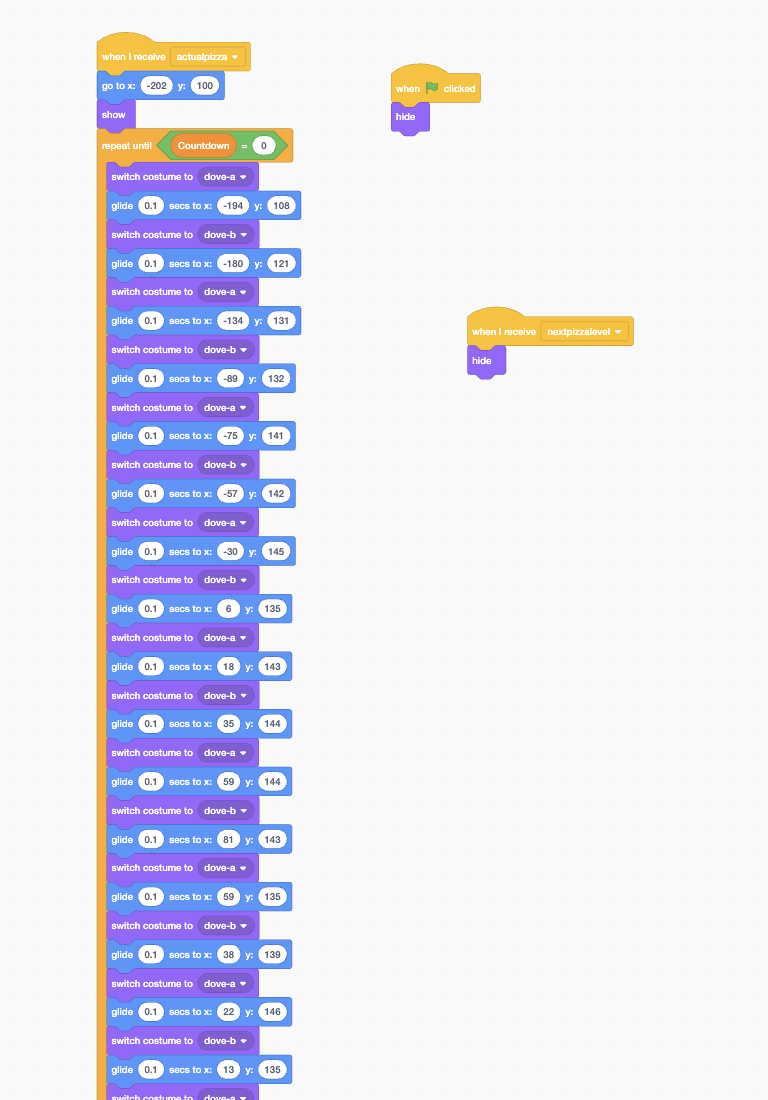 when I receive actualpizza
go to x: -202 y: 100
show
repeat until Countdown = 0
switch costume to dove-a
glide 0.1 secs to x: -194 y: 108
switch costume to dove-b
glide 0.1 secs to x: -180 y: 121
switch costume to dove-a
glide 0.1 secs to x: -134 y: 131
switch costume to dove-b
glide 0.1 secs to x: -89 y: 132
switch costume to dove-a
glide 0.1 secs to x: -75 y: 141
switch costume to dove-b
glide 0.1 secs to x: -57 y: 142
switch costume to dove-a
glide 0.1 secs to x: -30 y: 145
switch costume to dove-b
glide 0.1 secs to x: 6 y: 135
switch costume to dove-a
glide 0.1 secs to x: 18 y: 143
switch costume to dove-b
glide 0.1 secs to x: 35 y: 144
switch costume to dove-a
glide 0.1 secs to x: 59 y: 144
switch costume to dove-b
glide 0.1 secs to x: 81 y: 143
switch costume to dove-a
glide 0.1 secs to x: 59 y: 135
switch costume to dove-b
glide 0.1 secs to x: 38 y: 139
switch costume to dove-a
glide 0.1 secs to x: 22 y: 146
switch costume to dove-b
glide 0.1 secs to x: 13 y: 135
switch costume to dove-a
when clicked
hide
when I receive nextpizzalevel
hide